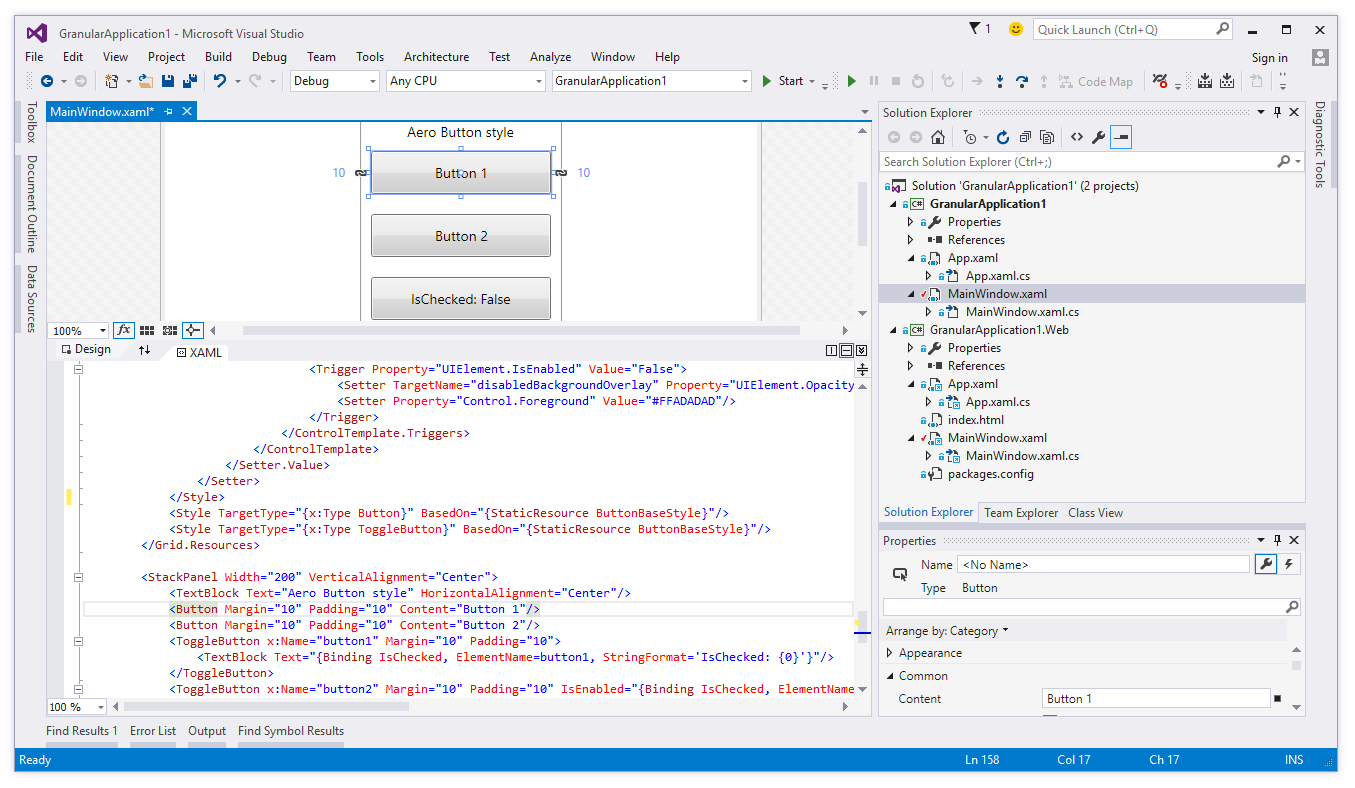 GranularApplication1 - Microsoft Visual Studio
1
Quick Launch (Ctrl+Q)
File Edit View Project Build Debug Team Tools Architecture Test Analyze Window Help
Sign in
Debug Any CPU GranularApplication1 Start Code Map
Toolbox
Document Outline
Data Sources
MainWindow.xaml*
Aero Button style
10 Button 1 10
Button 2
IsChecked: False
100% fx
Design XAML
<Trigger Property="UIElement.IsEnabled" Value="False">
<Setter TargetName="disabledBackgroundOverlay" Property="UIElement.Opacity
<Setter Property="Control.Foreground" Value="#FFADADAD"/>
</Trigger>
</ControlTemplate.Triggers>
</ControlTemplate>
</Setter.Value>
</Setter>
</Style>
<Style TargetType="{x:Type Button}" BasedOn="{StaticResource ButtonBaseStyle}"/>
<Style TargetType="{x:Type ToggleButton}" BasedOn="{StaticResource ButtonBaseStyle}"/>
</Grid.Resources>
<StackPanel Width="200" VerticalAlignment="Center">
<TextBlock Text="Aero Button style" HorizontalAlignment="Center"/>
<Button Margin="10" Padding="10" Content="Button 1"/>
<Button Margin="10" Padding="10" Content="Button 2"/>
<ToggleButton x:Name="button1" Margin="10" Padding="10">
<TextBlock Text="{Binding IsChecked, ElementName=button1, StringFormat='IsChecked: {0}'}"/>
</ToggleButton>
<ToggleButton x:Name="button2" Margin="10" Padding="10" IsEnabled="{Binding IsChecked, ElementName
100 %
Solution Explorer
Search Solution Explorer (Ctrl+;)
Solution 'GranularApplication1' (2 projects)
C# GranularApplication1
Properties
References
App.xaml
App.xaml.cs
MainWindow.xaml
MainWindow.xaml.cs
C# GranularApplication1.Web
Properties
References
App.xaml
App.xaml.cs
index.html
MainWindow.xaml
MainWindow.xaml.cs
packages.config
Solution Explorer Team Explorer Class View
Properties
Name <No Name>
Type Button
Arrange by: Category
Appearance
Common
Content Button 1
Diagnostic Tools
Find Results 1 Error List Output Find Symbol Results
Ready Ln 158 Col 17 Ch 17 INS